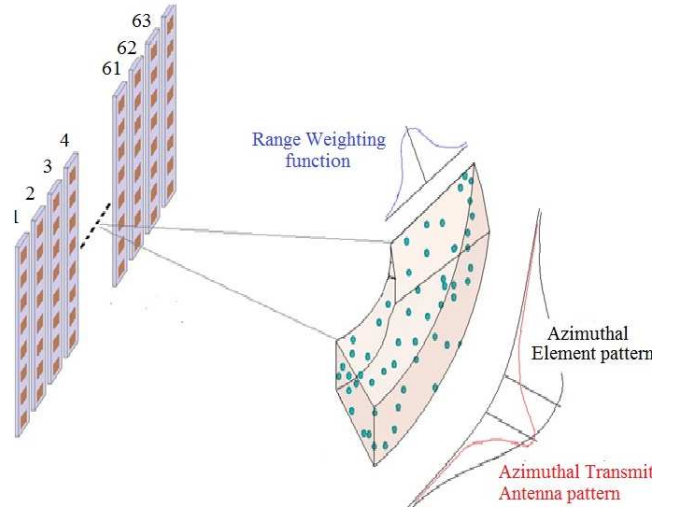 63
62
61
4
3
2
1
Range Weighting
function
Azimuthal
Element pattern
Azimuthal Transmit
Antenna pattern